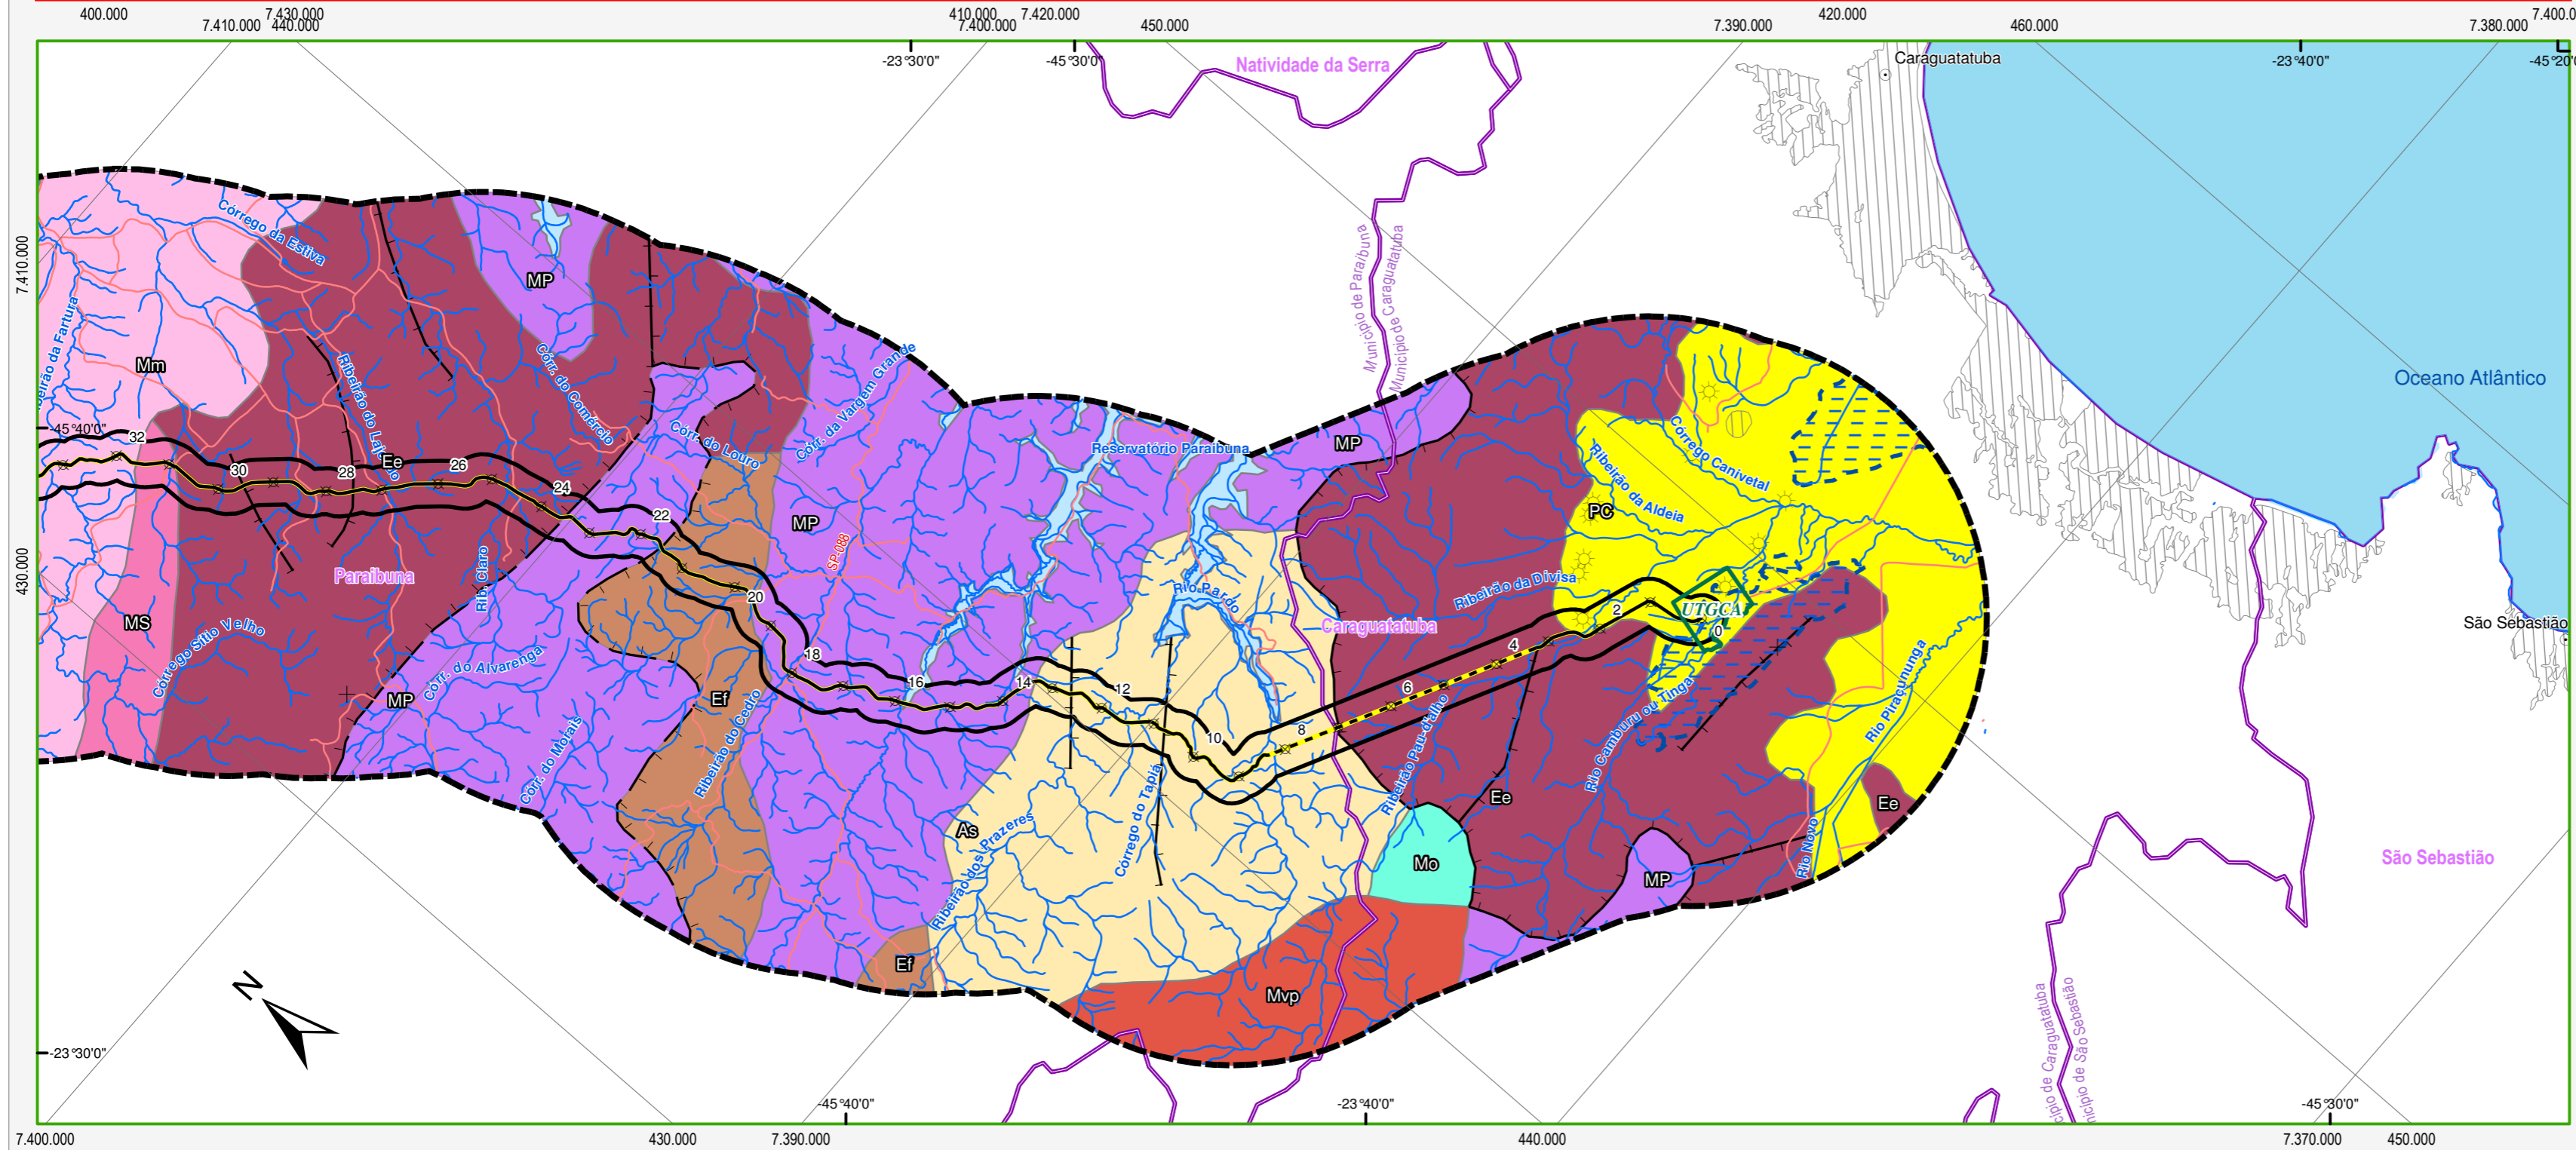 400.000
7.430.000
410.000
7.420.000
420.000
7.410.000
440.000
7.400.000
450.000
7.390.000
460.000
7.380.000
-23°30'0"
-45°30'0"
-23°40'0"
Natividade da Serra
Caraguatatuba
Córrego da Estiva
7.410.000
MP
Município de Paraibuna
Município de Caraguatatuba
Mm
Ribeirão do
Córr. do Comércio
Córr. da Vargem Grande
Oceano Atlântico
-45°40'0"
32
30
28
Ee
26
24
22
20
18
16
14
12
10
8
6
4
2
0
Córr. do Louro
Reservatório Paraibuna
MP
MP
SP-088
Córrego Canivetal
Ribeirão da Aldeia
PC
430.000
Paraibuna
Rib. Claro
Rio Pardo
Ribeirão da Divisa
UTGCA
Caraguatatuba
São Sebastião
MS
Córrego Sítio Velho
Córr. do Alvarenga
MP
Ef
Ribeirão do Cedro
Córr. do Morais
Córrego do Tapiá
Ribeirão Pau-d'alho
Rio Camburu ou Tinga
Rio Piraçununga
Ee
Ee
As
Ribeirão dos Prazeres
Mo
MP
Rio Novo
São Sebastião
Ef
Mvp
N
-23°30'0"
-45°40'0"
-23°40'0"
-45°30'0"
7.400.000
430.000
7.390.000
440.000
7.370.000
450.000